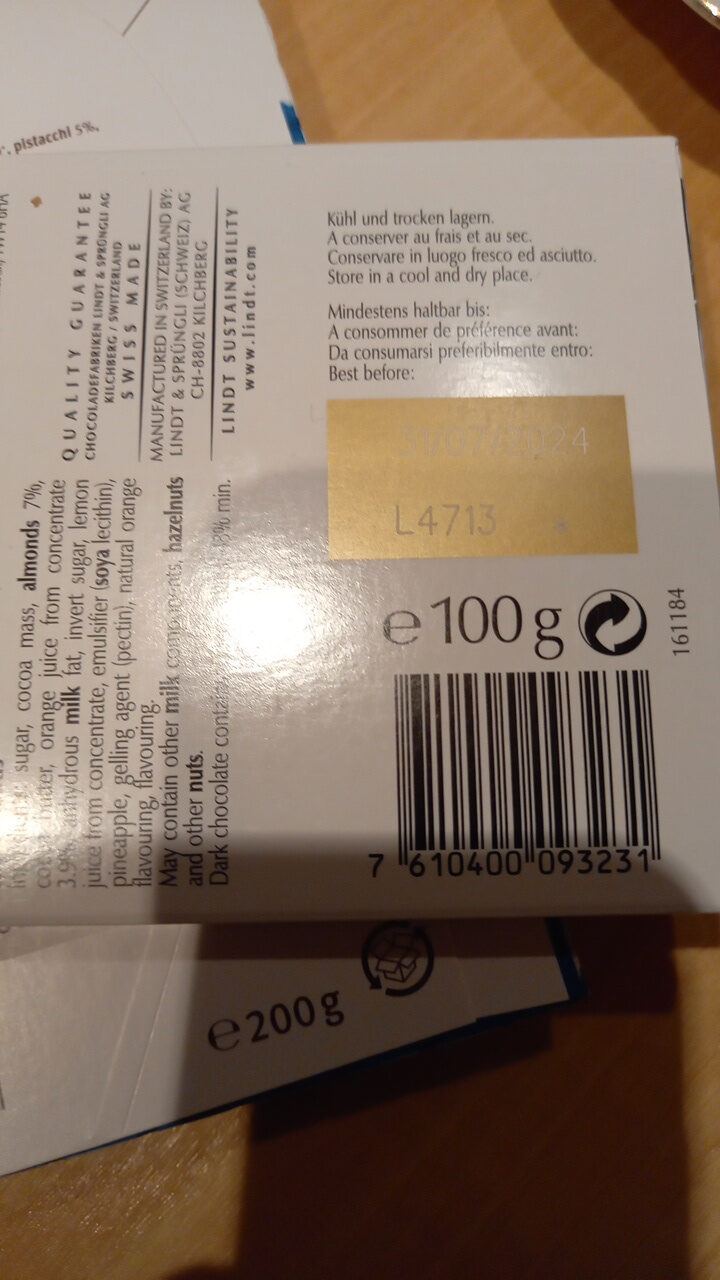 pistacchi 5%,
QUALITY GUARANTEE
CHOCOLADEFABRIKEN LINDT & SPRÜNGLI AG
KILCHBERG / SWITZERLAND
SWISS MADE
MANUFACTURED IN SWITZERLAND BY:
LINDT & SPRÜNGLI (SCHWEIZ) AG
CH-8802 KILCHBERG
LINDT SUSTAINABILITY
www.lindt.com
Kühl und trocken lagern.
A conserver au frais et au sec.
Conservare in luogo fresco ed asciutto.
Store in a cool and dry place.
Mindestens haltbar bis:
A consommer de préférence avant:
Da consumarsi preferibilmente entro:
Best before:
31/07/2024
L4713
sugar, cocoa mass, almonds 7%,
orange juice from concentrate
anhydrous milk fat, invert sugar, lemon
juice from concentrate, emulsifier (soya lecithin),
pineapple, gelling agent (pectin), natural orange
flavouring, flavouring.
May contain other milk components, hazelnuts
and other nuts.
Dark chocolate contains min.
e 100 g
161184
7 610400 093231
e 200 g